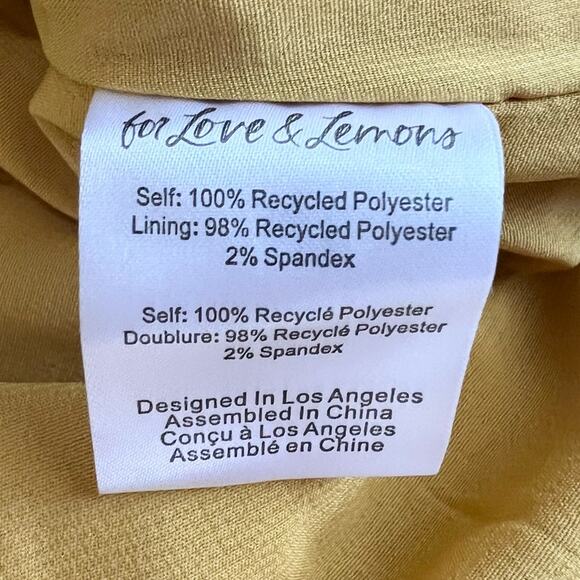 for Love & Lemons
Self: 100% Recycled Polyester
Lining: 98% Recycled Polyester
2% Spandex
Self: 100% Recyclé Polyester
Doublure: 98% Recyclé Polyester
2% Spandex
Designed In Los Angeles
Assembled In China
Conçu à Los Angeles
Assemblé en Chine